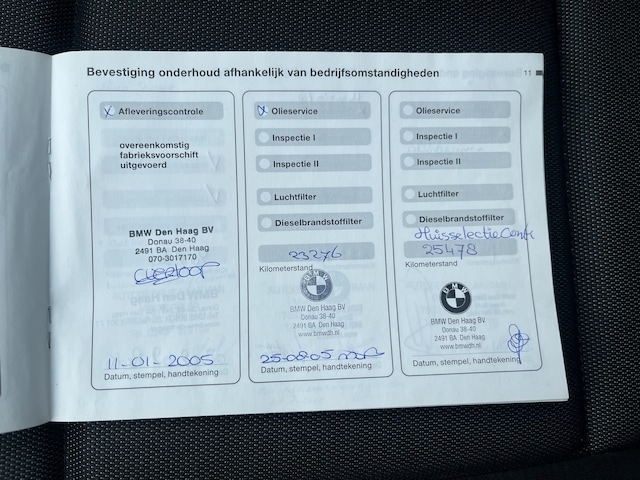 Bevestiging onderhoud afhankelijk van bedrijfsomstandigheden
11
X Afleveringscontrole
overeenkomstig
fabrieksvoorschrift
uitgevoerd
BMW Den Haag BV
Donau 38-40
2491 BA Den Haag
070-3017170
11-01-2005
Datum, stempel, handtekening
X Olieservice
Inspectie I
Inspectie II
Luchtfilter
Dieselbrandstoffilter
23276
Kilometerstand
BMW Den Haag BV
Donau 38-40
2491 BA Den Haag
www.bmwdh.nl
Datum, stempel, handtekening
Olieservice
Inspectie I
Inspectie II
Luchtfilter
Dieselbrandstoffilter
25478
Kilometerstand
BMW
BMW Den Haag BV
Donau 38-40
2491 BA Den Haag
www.bmwdh.nl
Datum, stempel, handtekening